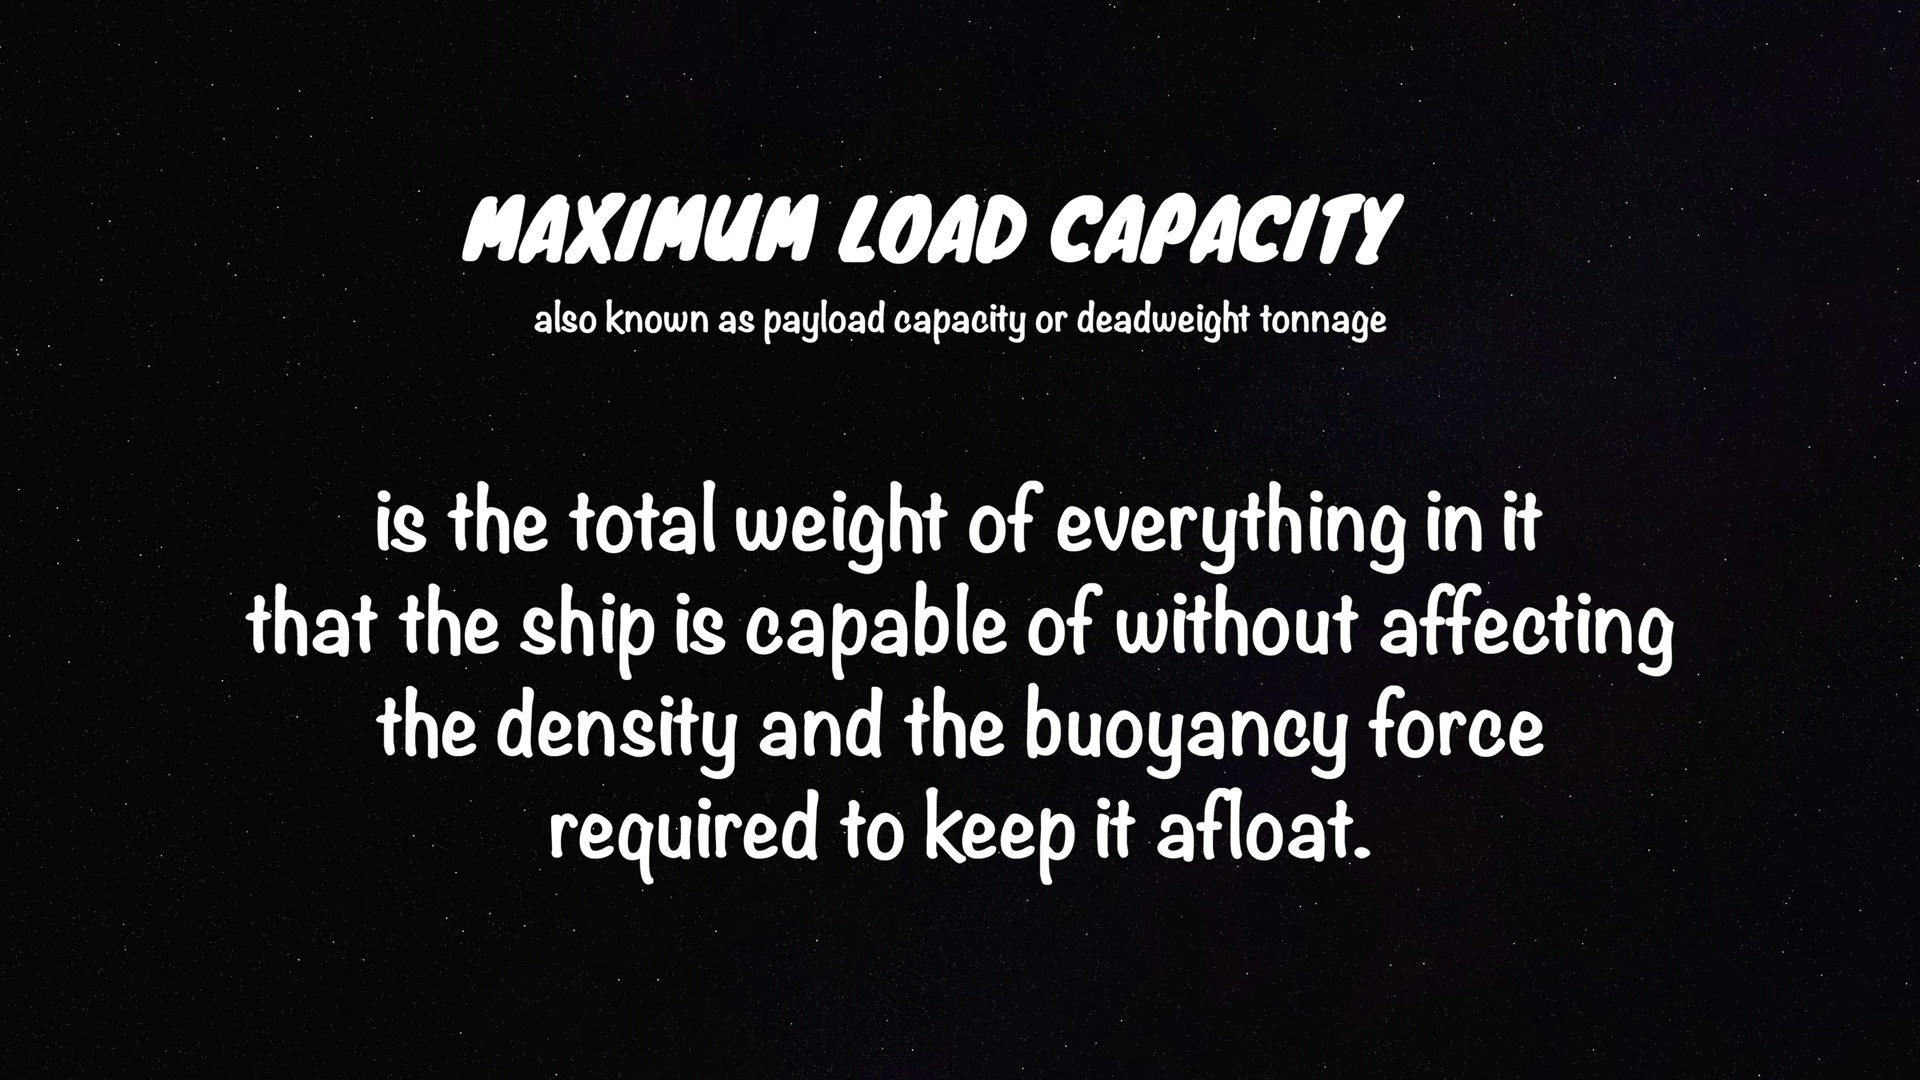 MAXIMUM LOAD CAPACITY
also known as payload capacity or deadweight tonnage
is the total weight of everything in it
that the ship is capable of without affecting
the density and the buoyancy force
required to keep it afloat.